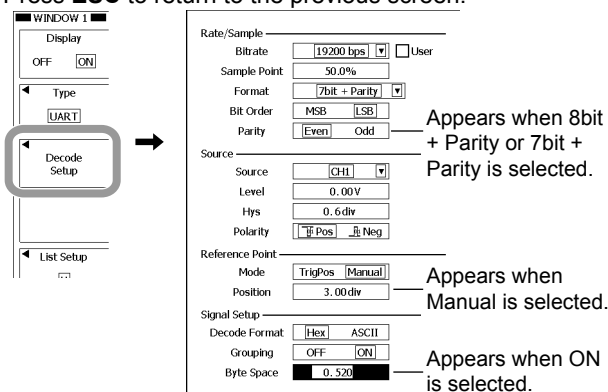 Press ESC to return to the previous screen.
WINDOW 1
Display
OFF ON
Type
UART
Decode
Setup
List Setup
Rate/Sample
Bitrate 19200 bps User
Sample Point 50.0%
Format 7bit + Parity
Bit Order MSB LSB
Parity Even Odd
Appears when 8bit
+ Parity or 7bit +
Parity is selected.
Source
Source CH1
Level 0.00V
Hys 0.6div
Polarity Pos Neg
Reference Point
Mode TrigPos Manual
Position 3.00div
Appears when
Manual is selected.
Signal Setup
Decode Format Hex ASCII
Grouping OFF ON
Byte Space 0.520
Appears when ON
is selected.